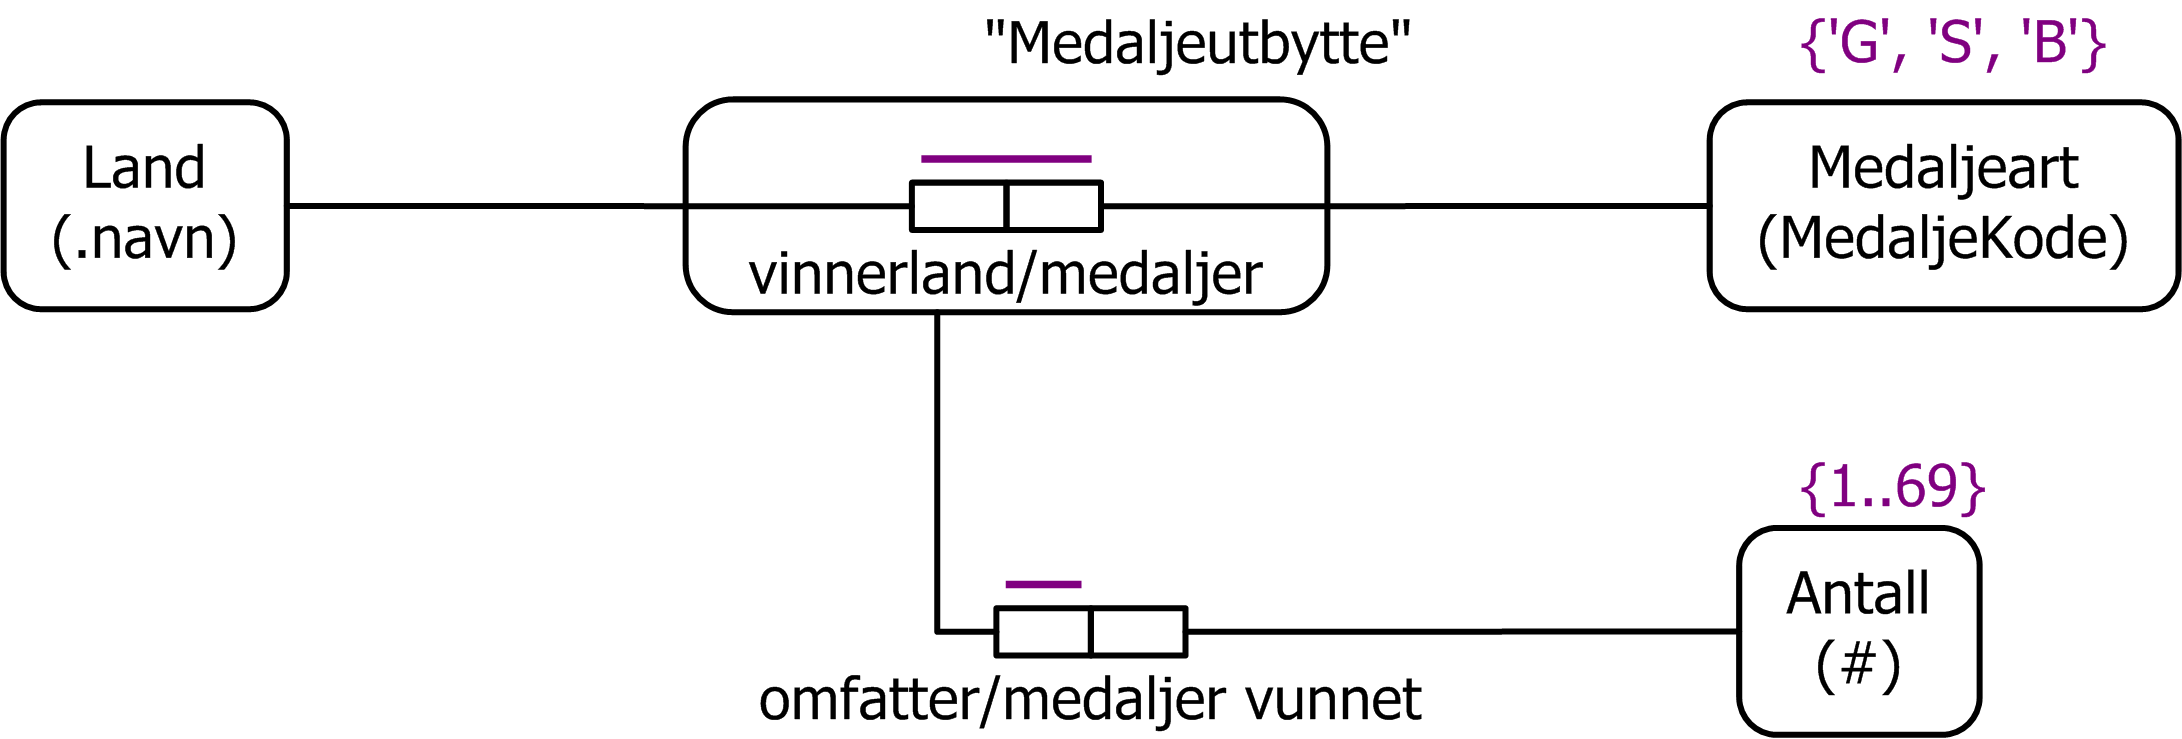 "Medaljeutbytte"
{'G', 'S', 'B'}
Land
(.navn)
vinnerland/medaljer
Medaljeart
(MedaljeKode)
{1..69}
Antall
(#)
omfatter/medaljer vunnet